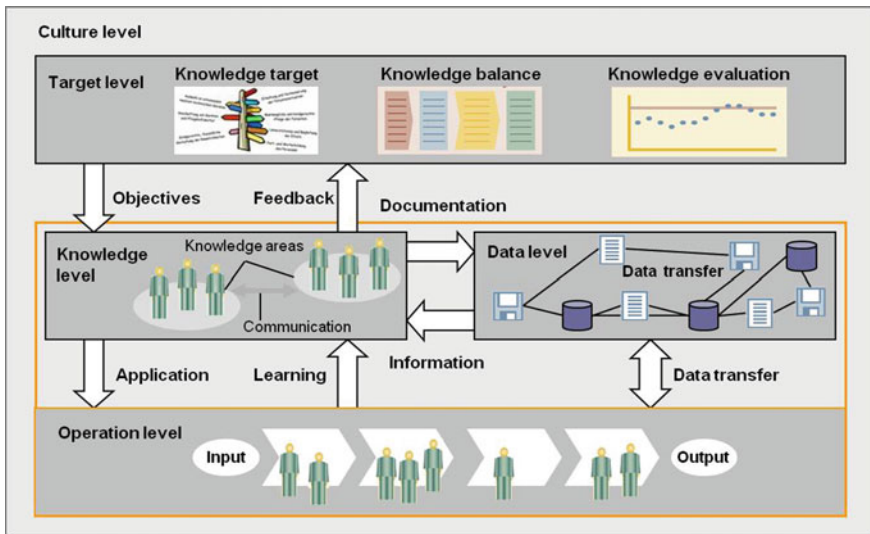 Culture level
Target level
Knowledge target
Knowledge balance
Knowledge evaluation
Objectives
Feedback
Documentation
Knowledge
level
Knowledge areas
Communication
Data level
Data transfer
Information
Application
Learning
Data transfer
Operation level
Input
Output